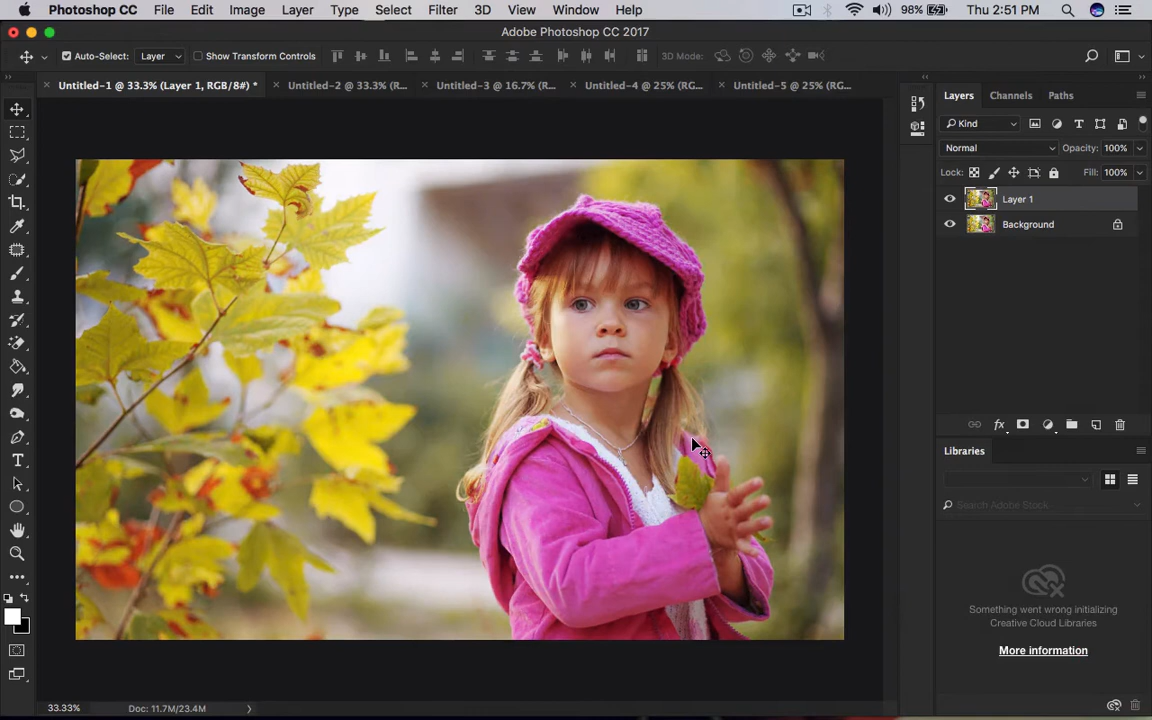 Photoshop CC File Edit Image Layer Type Select Filter 3D View Window Help 98% Thu 2:51 PM
Adobe Photoshop CC 2017
Auto-Select: Layer Show Transform Controls 3D Mode:
Untitled-1 @ 33.3% (Layer 1, RGB/8#) * Untitled-2 @ 33.3% (R... Untitled-3 @ 16.7% (R... Untitled-4 @ 25% (RG... Untitled-5 @ 25% (RG...
Layers Channels Paths
Kind
Normal Opacity: 100%
Lock: Fill: 100%
Layer 1
Background
Libraries
Search Adobe Stock
Something went wrong initializing
Creative Cloud Libraries
More information
33.33% Doc: 11.7M/23.4M